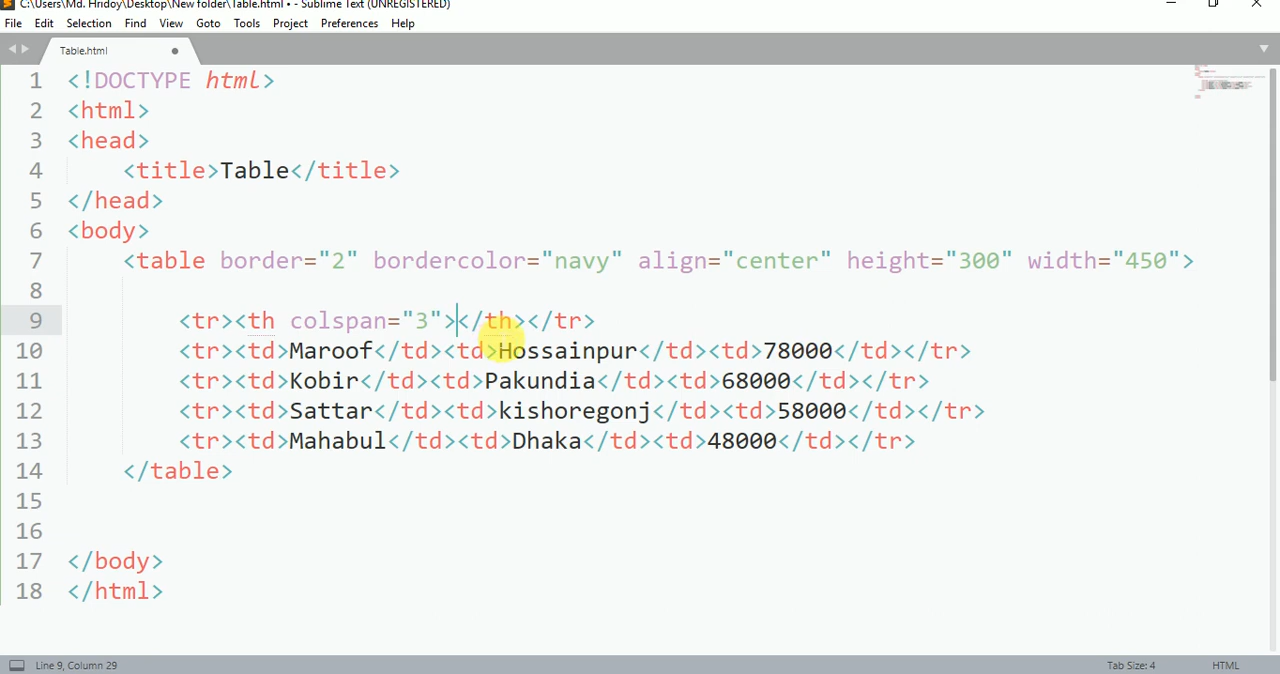 C:\Users\Md. Hridoy\Desktop\New folder\Table.html • - Sublime Text (UNREGISTERED)
File Edit Selection Find View Goto Tools Project Preferences Help
Table.html
1 <!DOCTYPE html>
2 <html>
3 <head>
4 <title>Table</title>
5 </head>
6 <body>
7 <table border="2" bordercolor="navy" align="center" height="300" width="450">
8
9 <tr><th colspan="3"></th></tr>
10 <tr><td>Maroof</td><td>Hossainpur</td><td>78000</td></tr>
11 <tr><td>Kobir</td><td>Pakundia</td><td>68000</td></tr>
12 <tr><td>Sattar</td><td>kishoregonj</td><td>58000</td></tr>
13 <tr><td>Mahabul</td><td>Dhaka</td><td>48000</td></tr>
14 </table>
15
16
17 </body>
18 </html>
Line 9, Column 29 Tab Size: 4 HTML